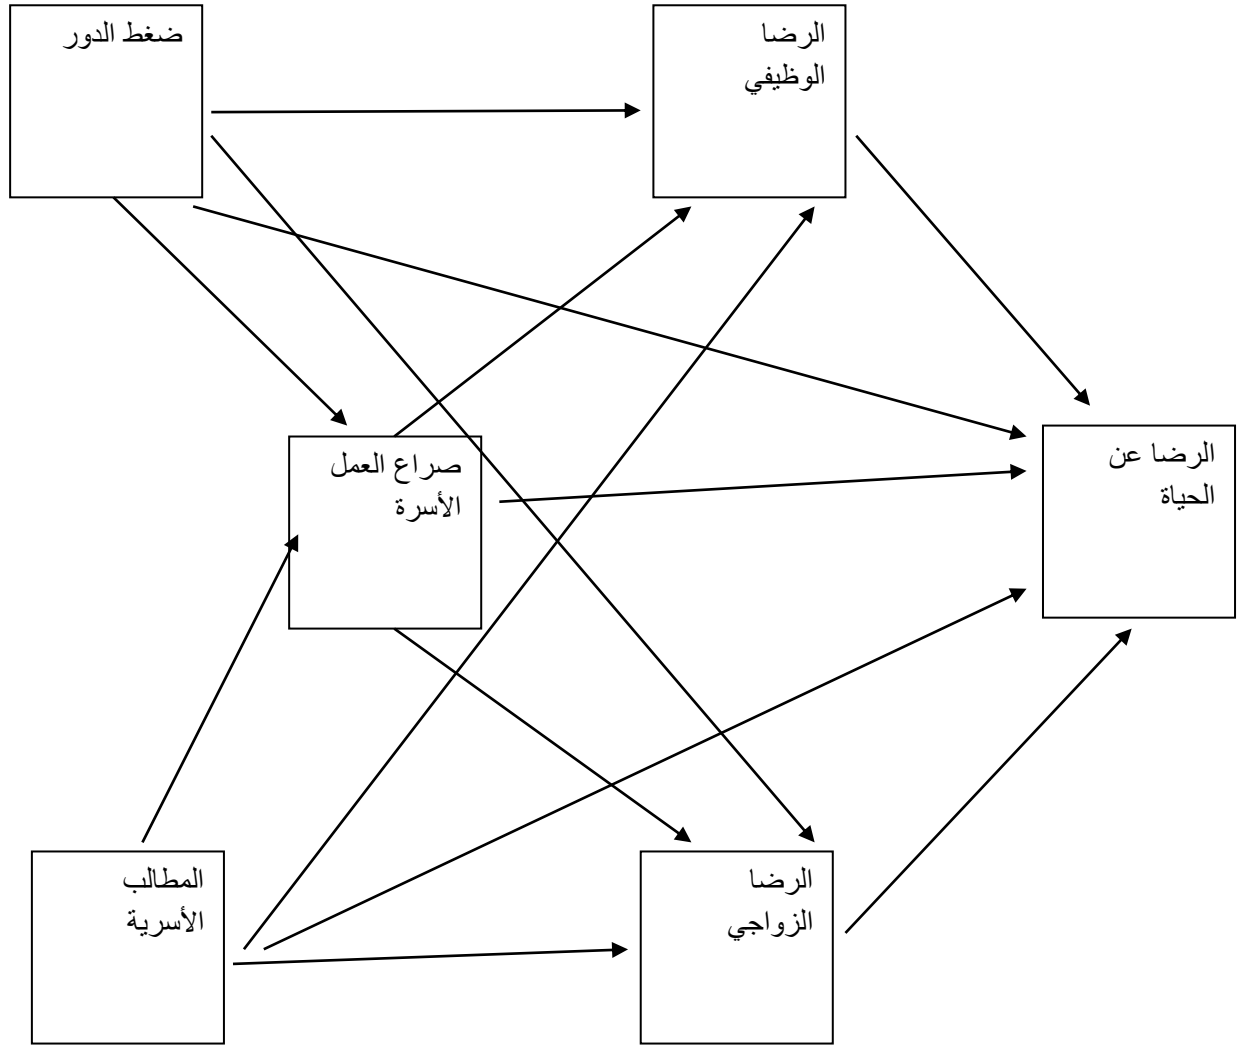 ضغط الدور
الرضا
الوظيفي
صراع العمل
الأسرة
الرضا عن
الحياة
المطالب
الأسرية
الرضا
الزواجي